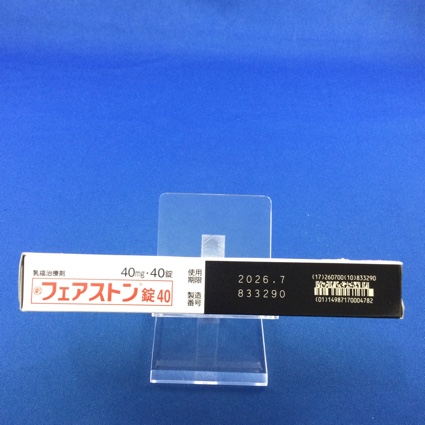 乳癌治療剤
40mg・40錠
劇 フェアストン錠40
使用期限
2026.7
製造番号
833290
(17)260700(10)833290
(01)14987170004782